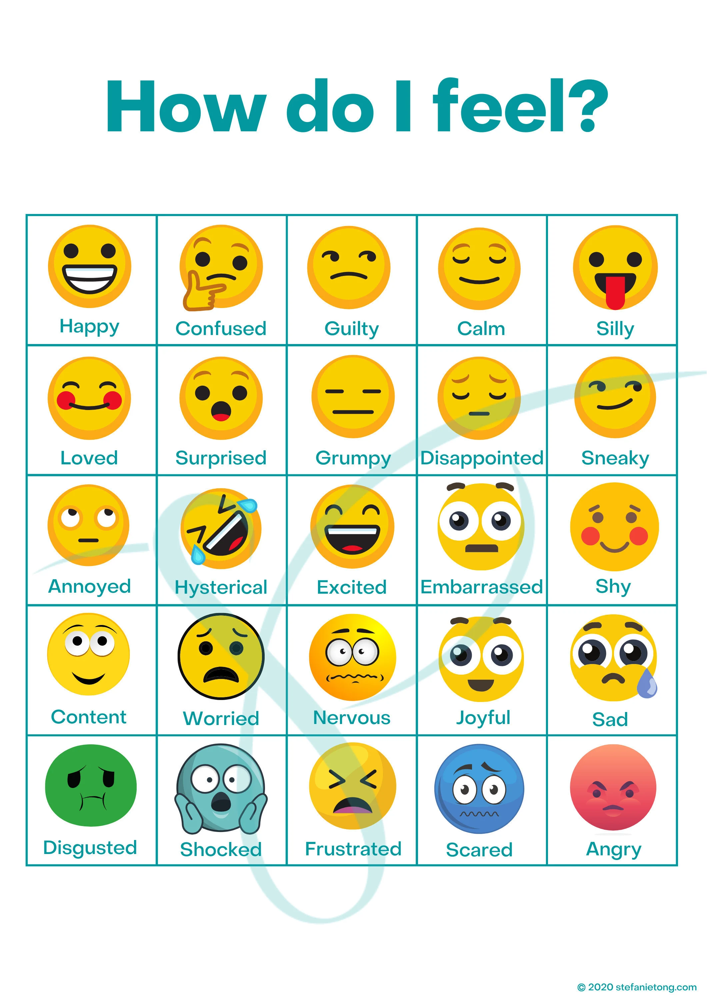 How do I feel?
Happy
Confused
Guilty
Calm
Silly
Loved
Surprised
Grumpy
Disappointed
Sneaky
Annoyed
Hysterical
Excited
Embarrassed
Shy
Content
Worried
Nervous
Joyful
Sad
Disgusted
Shocked
Frustrated
Scared
Angry
© 2020 stefanietong.com